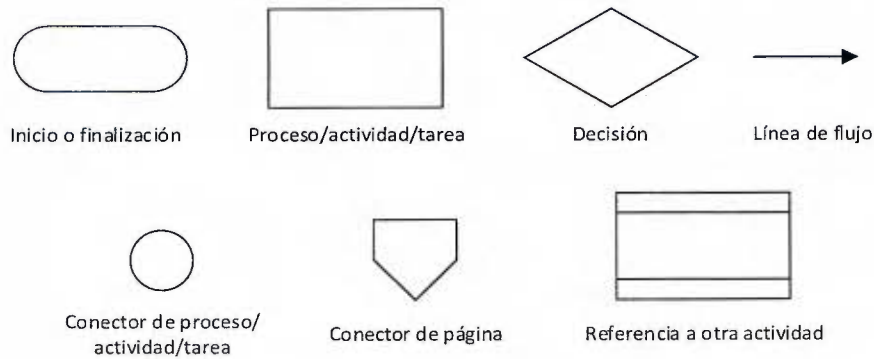 Inicio o finalización
Proceso/actividad/tarea
Decisión
Línea de flujo
Conector de proceso/
actividad/tarea
Conector de página
Referencia a otra actividad